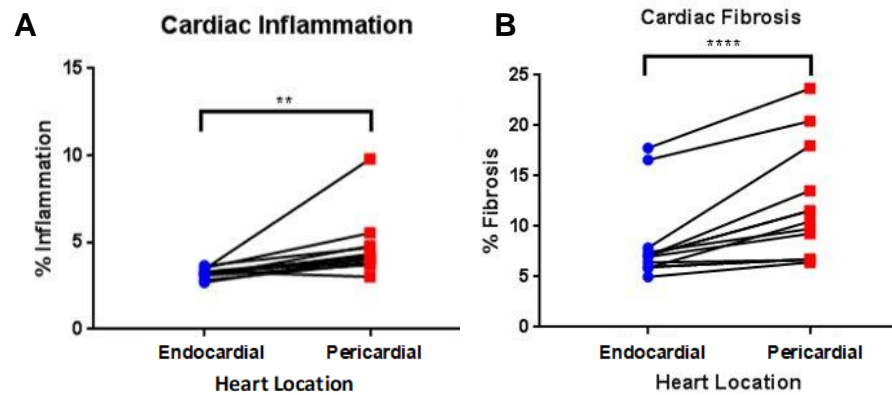 A
Cardiac Inflammation
15
10
5
0
% Inflammation
**
Endocardial
Pericardial
Heart Location
B
Cardiac Fibrosis
****
25
20
15
10
5
0
% Fibrosis
Endocardial
Pericardial
Heart Location